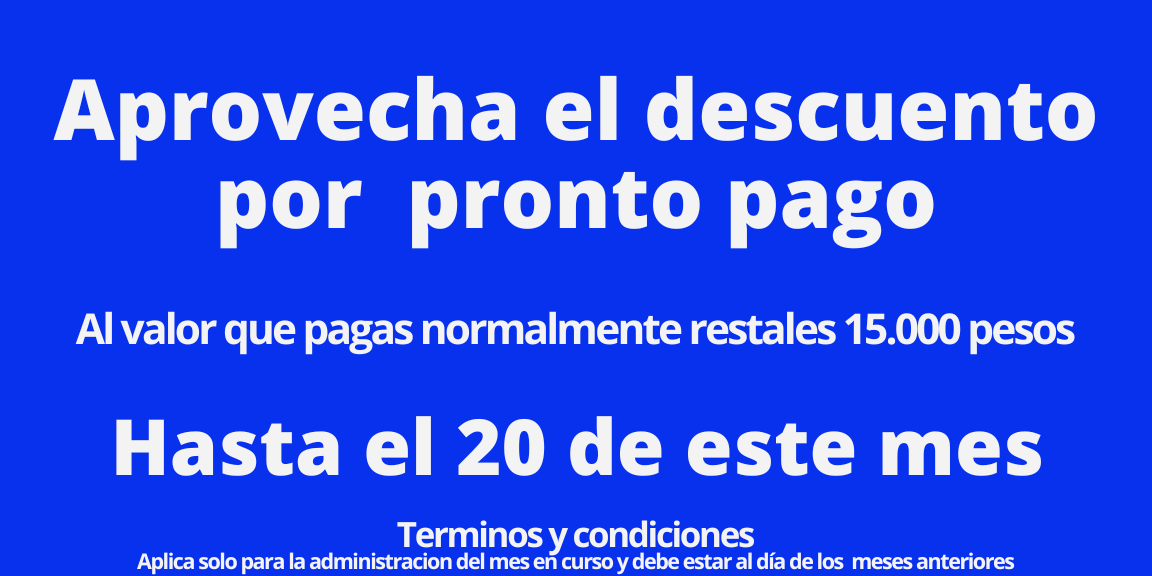 Aprovecha el descuento
por pronto pago
Al valor que pagas normalmente restales 15.000 pesos
Hasta el 20 de este mes
Terminos y condiciones
Aplica solo para la administracion del mes en curso y debe estar al día de los meses anteriores